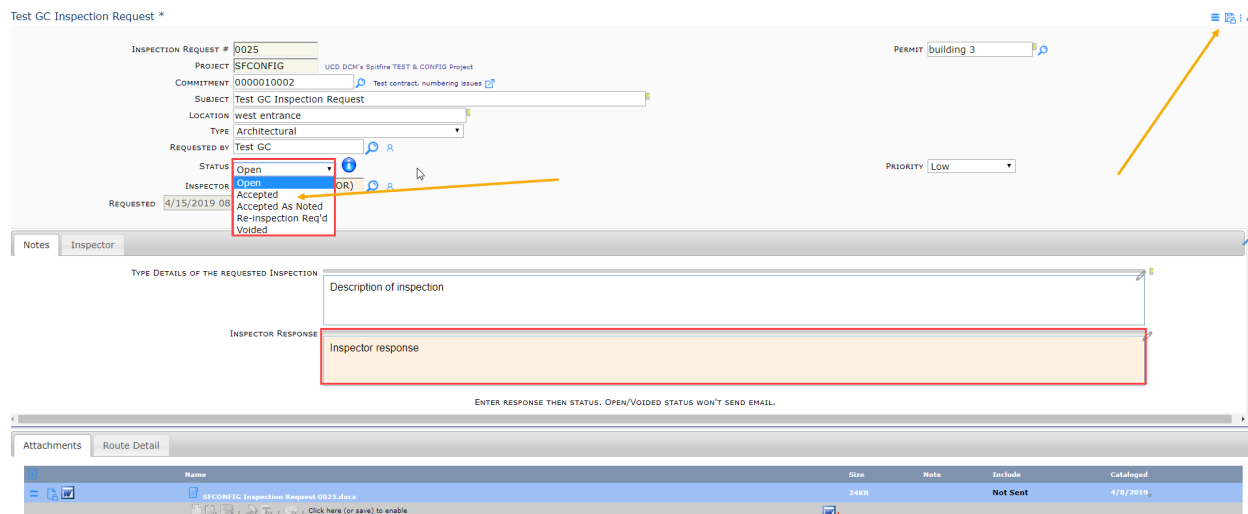 Test GC Inspection Request *
Inspection Request # 0025
Permit building 3
Project SFCONFIG UCD DCM's Spitfire TEST & CONFIG Project
Commitment 0000010002 Test contract, numbering issues
Subject Test GC Inspection Request
Location west entrance
Type Architectural
Requested by Test GC
Status Open
Priority Low
Open
Inspector OR)
Accepted
Accepted As Noted
Requested 4/15/2019 08
Re-inspection Req'd
Voided
Notes Inspector
Type Details of the requested Inspection
Description of inspection
Inspector Response
Inspector response
Enter response then status. Open/Voided status won't send email.
Attachments Route Detail
Name Size Note Include Cataloged
SFCONFIG Inspection Request 0025.docx 24KB Not Sent 4/8/2019
Click here (or save) to enable